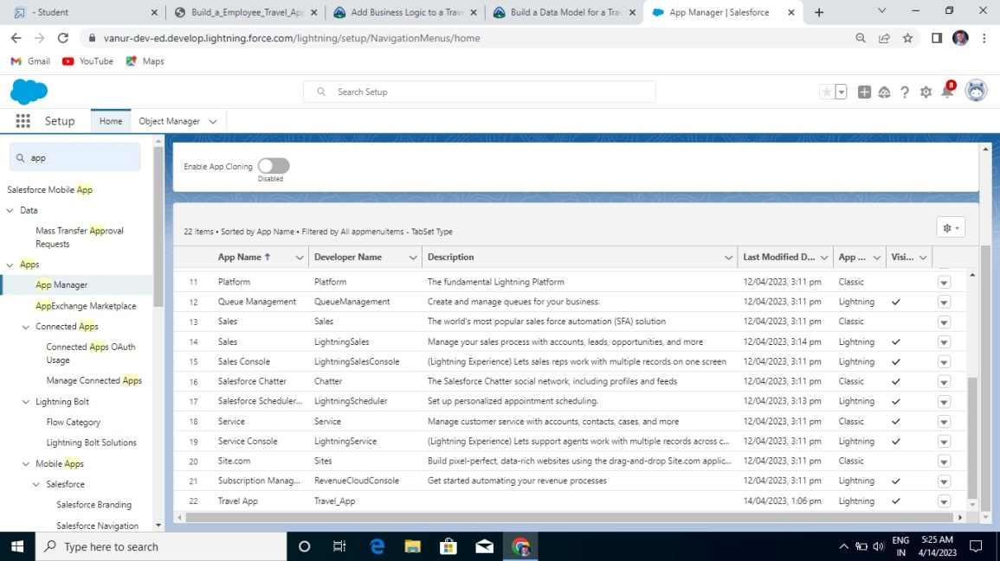 - Student
Build_a_Employee_Travel_Ap
Add Business Logic to a Trav
Build a Data Model for a Trav
App Manager | Salesforce
vanur-dev-ed.develop.lightning.force.com/lightning/setup/NavigationMenus/home
Gmail YouTube Maps
Search Setup
8
Setup Home Object Manager
app
Salesforce Mobile App
Data
Mass Transfer Approval
Requests
Apps
App Manager
AppExchange Marketplace
Connected Apps
Connected Apps OAuth
Usage
Manage Connected Apps
Lightning Bolt
Flow Category
Lightning Bolt Solutions
Mobile Apps
Salesforce
Salesforce Branding
Salesforce Navigation
Enable App Cloning
Disabled
22 items • Sorted by App Name • Filtered by All appmenuitems - TabSet Type
App Name ↑ Developer Name Description Last Modified D... App ... Visi...
11 Platform Platform The fundamental Lightning Platform 12/04/2023, 3:11 pm Classic
12 Queue Management QueueManagement Create and manage queues for your business. 12/04/2023, 3:11 pm Lightning ✓
13 Sales Sales The world's most popular sales force automation (SFA) solution 12/04/2023, 3:11 pm Classic
14 Sales LightningSales Manage your sales process with accounts, leads, opportunities, and more 12/04/2023, 3:14 pm Lightning ✓
15 Sales Console LightningSalesConsole (Lightning Experience) Lets sales reps work with multiple records on one screen 12/04/2023, 3:11 pm Lightning ✓
16 Salesforce Chatter Chatter The Salesforce Chatter social network, including profiles and feeds 12/04/2023, 3:11 pm Classic ✓
17 Salesforce Scheduler... LightningScheduler Set up personalized appointment scheduling. 12/04/2023, 3:13 pm Lightning ✓
18 Service Service Manage customer service with accounts, contacts, cases, and more 12/04/2023, 3:11 pm Classic ✓
19 Service Console LightningService (Lightning Experience) Lets support agents work with multiple records across c... 12/04/2023, 3:11 pm Lightning ✓
20 Site.com Sites Build pixel-perfect, data-rich websites using the drag-and-drop Site.com applic... 12/04/2023, 3:11 pm Classic
21 Subscription Manag... RevenueCloudConsole Get started automating your revenue processes 12/04/2023, 3:11 pm Lightning ✓
22 Travel App Travel_App 14/04/2023, 1:06 pm Lightning ✓
Type here to search
ENG
IN
5:25 AM
4/14/2023